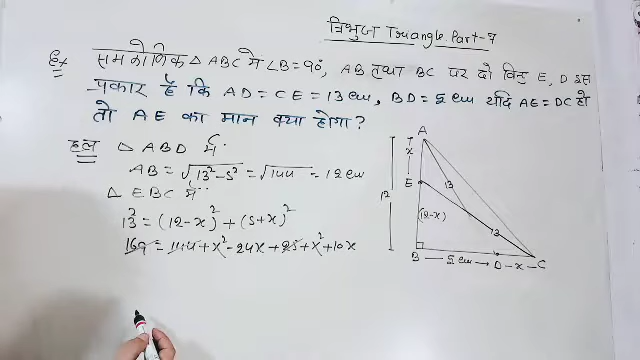 त्रिभुज Triangle Part-7
Ex समकोणिक △ABC में ∠B=90°, AB तथा BC पर दो बिन्दु E, D इस
प्रकार है कि AD = CE = 13 cm, BD = 5 cm यदि AE = DC हो
तो AE का मान क्या होगा?
हल △ ABD में
AB = √13²-5² = √144 = 12 cm
△ EBC में
13² = (12-x)² + (5+x)²
169 = 144 + x² - 24x + 25 + x² + 10x
A
x
E
13
12
(12-x)
13
B 5 cm D - x - C